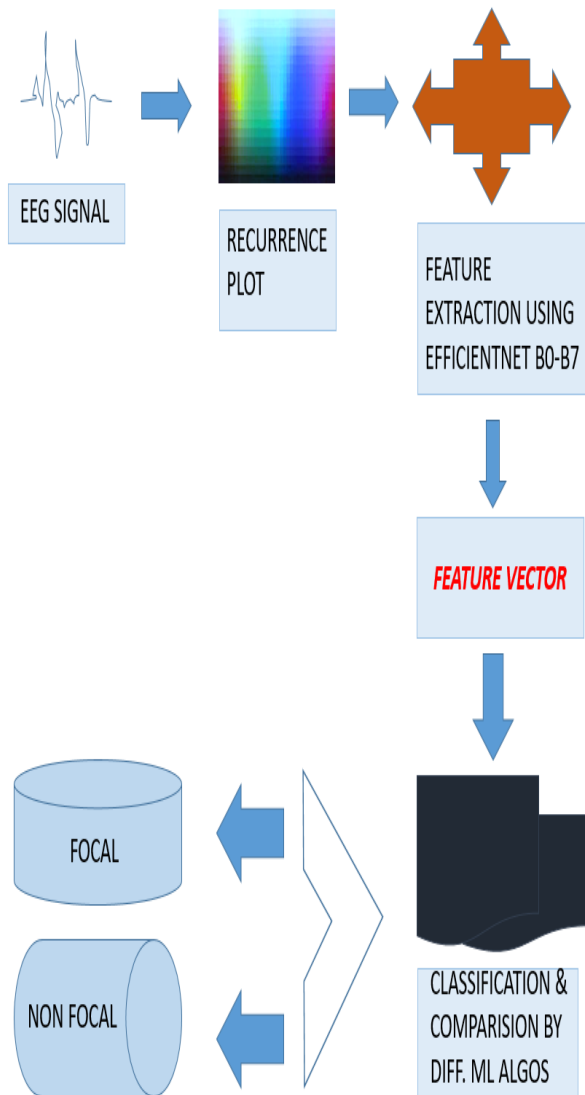 EEG SIGNAL
RECURRENCE
PLOT
FEATURE
EXTRACTION USING
EFFICIENTNET B0-B7
FEATURE VECTOR
CLASSIFICATION &
COMPARISION BY
DIFF. ML ALGOS
FOCAL
NON FOCAL